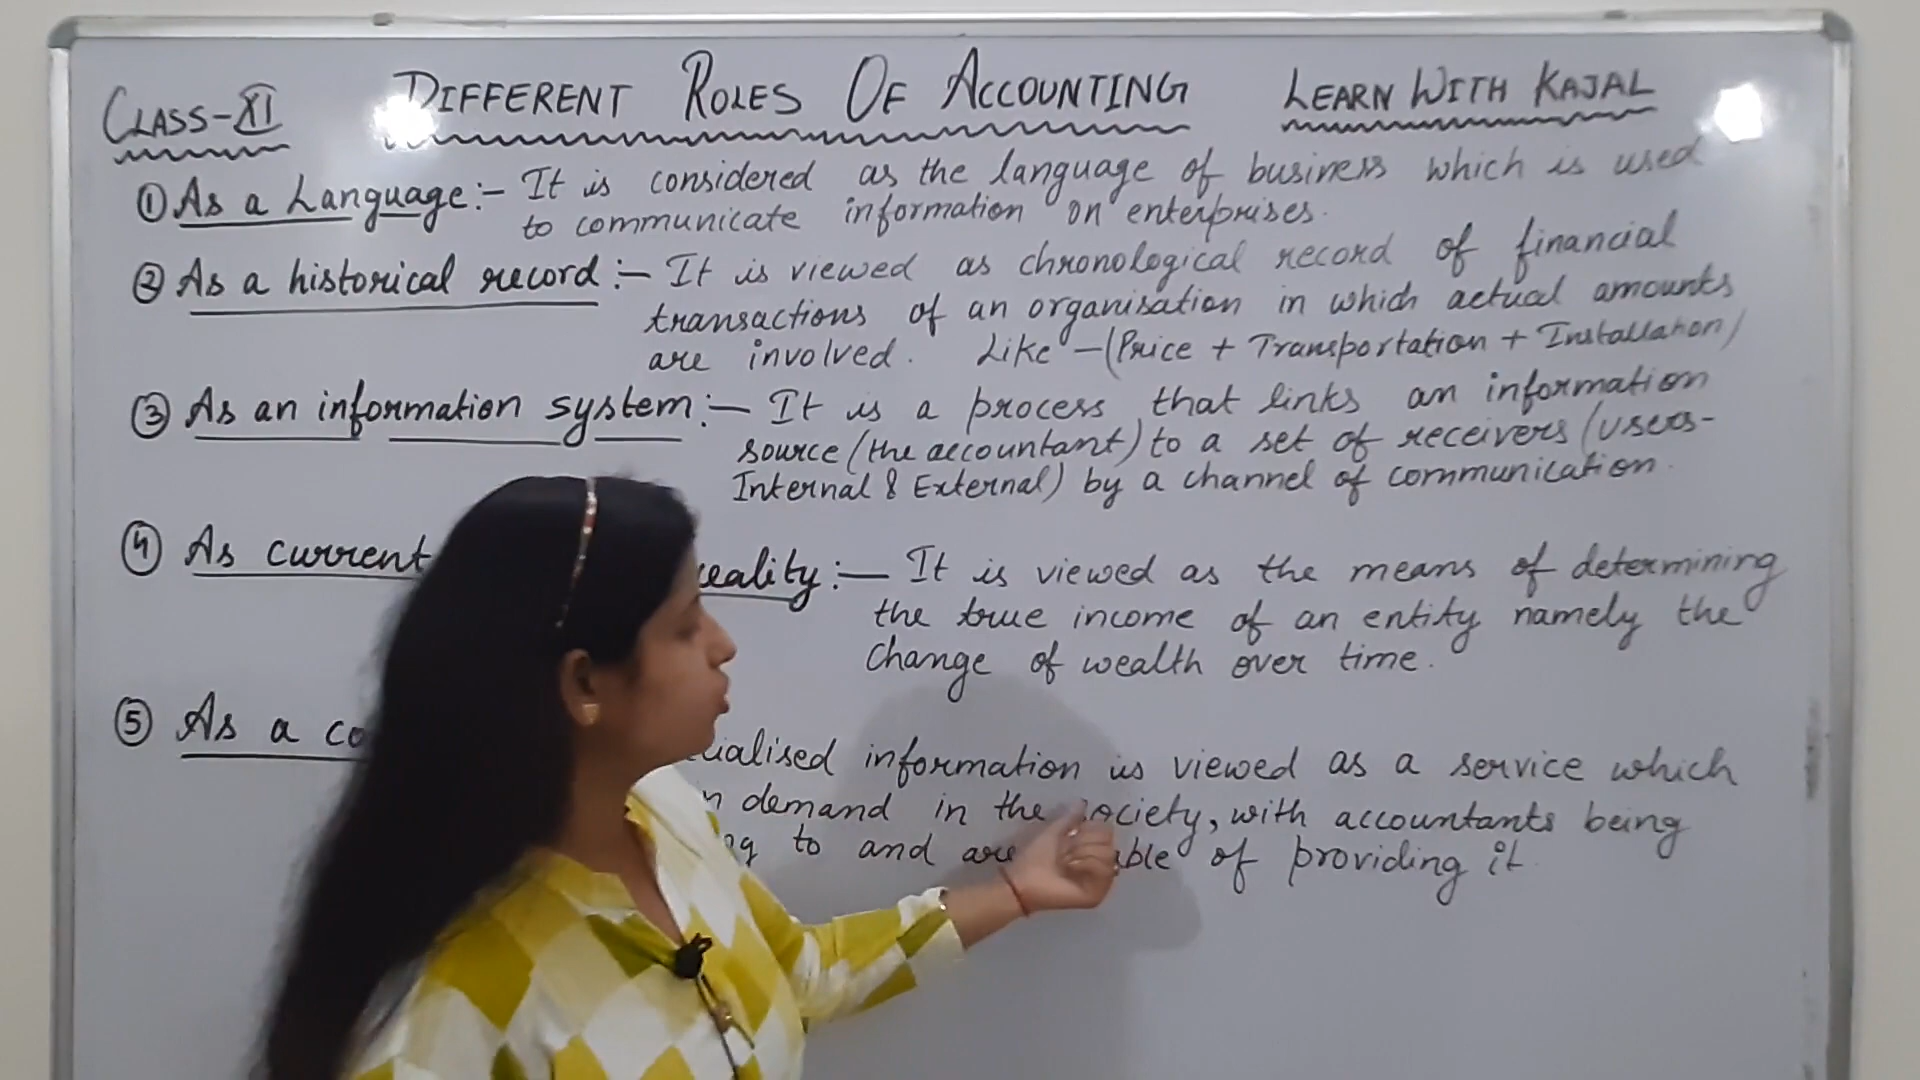 CLASS-XI DIFFERENT ROLES OF ACCOUNTING LEARN WITH KAJAL
① As a Language:- It is considered as the language of business which is used
to communicate information on enterprises.
② As a historical record:- It is viewed as chronological record of financial
transactions of an organisation in which actual amounts
are involved. Like -(Price + Transportation + Installation)
③ As an information system:- It is a process that links an information
source (the accountant) to a set of receivers (users-
Internal & External) by a channel of communication.
④ As current eality:- It is viewed as the means of determining
the true income of an entity namely the
change of wealth over time.
⑤ As a co ialised information is viewed as a service which
demand in the society, with accountants being
to and are able of providing it